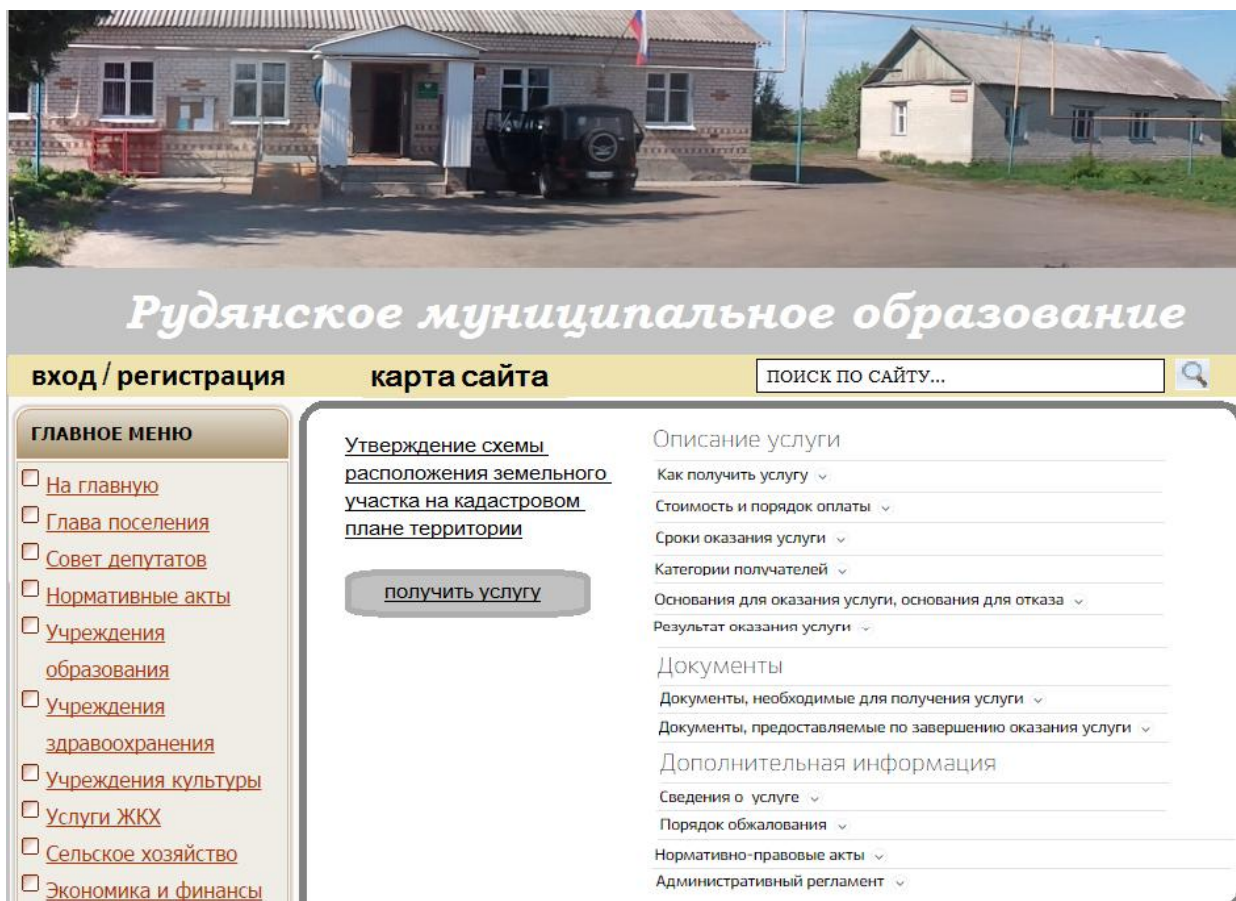 Рудянское муниципальное образование
вход / регистрация
карта сайта
ПОИСК ПО САЙТУ...
ГЛАВНОЕ МЕНЮ
На главную
Глава поселения
Совет депутатов
Нормативные акты
Учреждения
образования
Учреждения
здравоохранения
Учреждения культуры
Услуги ЖКХ
Сельское хозяйство
Экономика и финансы
Утверждение схемы
расположения земельного
участка на кадастровом
плане территории
получить услугу
Описание услуги
Как получить услугу
Стоимость и порядок оплаты
Сроки оказания услуги
Категории получателей
Основания для оказания услуги, основания для отказа
Результат оказания услуги
Документы
Документы, необходимые для получения услуги
Документы, предоставляемые по завершению оказания услуги
Дополнительная информация
Сведения о услуге
Порядок обжалования
Нормативно-правовые акты
Административный регламент